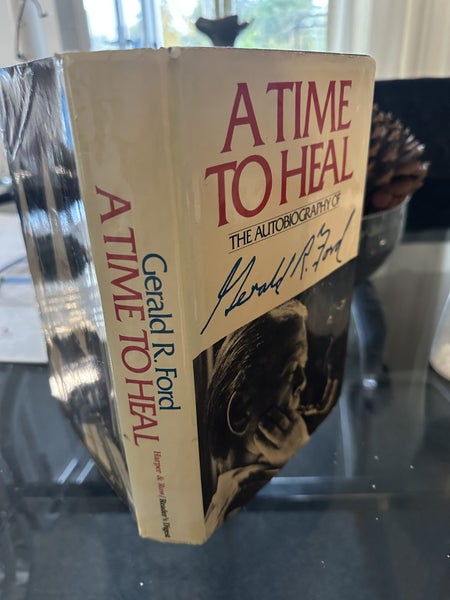 A TIME
TO HEAL
THE AUTOBIOGRAPHY OF
Gerald R. Ford
Gerald R. Ford
A TIME TO HEAL
Harper & Row/Reader's Digest